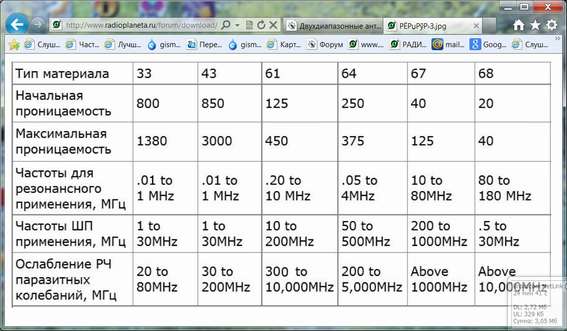 http://www.radioplaneta.ru/forum/download/
Двухдиапазонные ант...
PËPuPJJP›3.jpg
Слуш...
Част...
Лучш...
gism...
Пере...
gism...
Карт...
Форум
www....
РАДИ...
mail...
Goog...
Слуш...
Тип материала 33 43 61 64 67 68
Начальная 800 850 125 250 40 20
проницаемость
Максимальная 1380 3000 450 375 125 40
проницаемость
Частоты для .01 to .01 to .20 to .05 to 10 to 80 to
резонансного 1 MHz 1 MHz 10 MHz 4MHz 80MHz 180 MHz
применения, МГц
Частоты ШП 1 to 1 to 10 to 50 to 200 to .5 to
применения, МГц 30MHz 30MHz 200MHz 500MHz 1000MHz 30MHz
Ослабление РЧ 20 to 30 to 300 to 200 to Above Above
паразитных 80MHz 200MHz 10,000MHz 5,000MHz 1000MHz 10,000MHz
колебаний, МГц
DL: 2,72 Мб
UL: 329 Кб
Сумма: 3,05 Мб